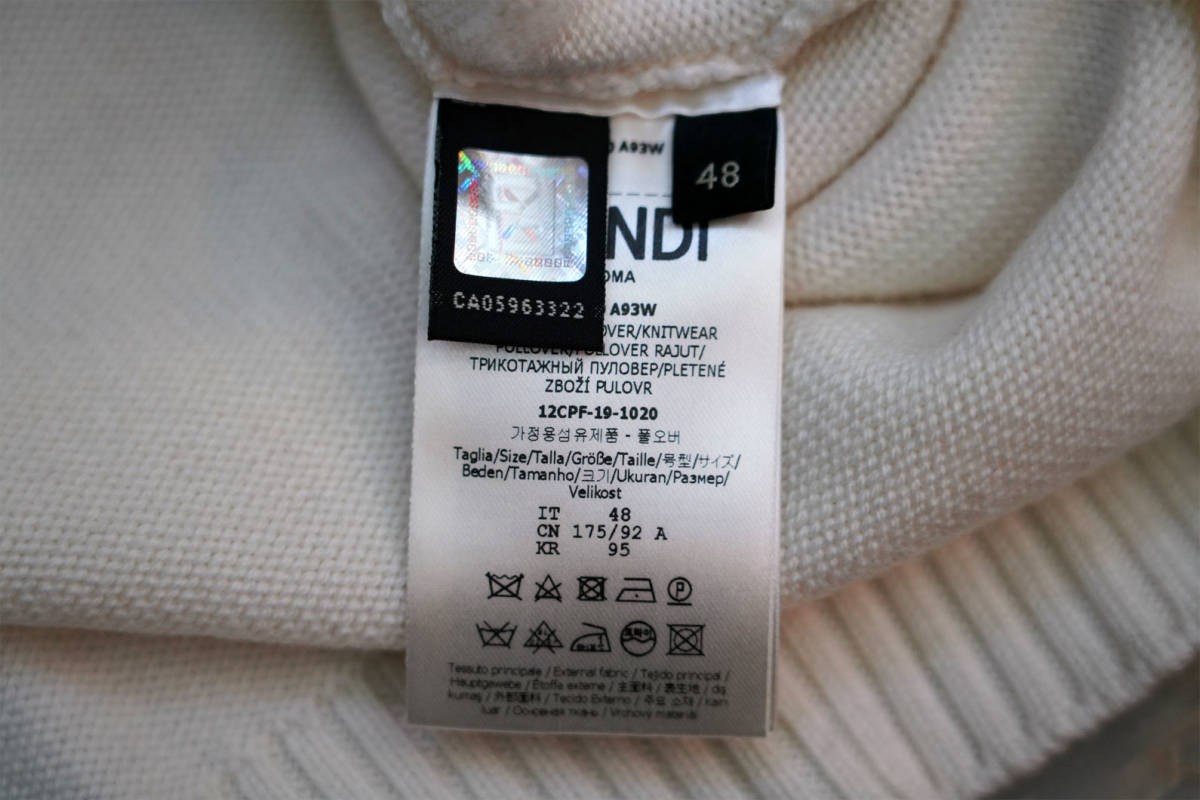 A93W
48
NDI
OMA
CA05963322
A93W
OVER/KNITWEAR
PULLOVER/PULLOVER RAJUT/
ТРИКОТАЖНЫЙ ПУЛОВЕР/PLETENÉ
ZBOŽÍ PULOVR
12CPF-19-1020
가정용섬유제품 - 풀오버
Taglia/Size/Talla/Größe/Taille/号型/サイズ/
Beden/Tamanho/크기/Ukuran/Размер/
Velikost
IT 48
CN 175/92 A
KR 95
P
Tessuto principale / External fabric / Tejido principal /
Hauptgewebe / Étoffe externe / 主面料 / 表生地 / dış
kumaş / 外部面料 / Tecido Externo / 주요 소재 / kain
luar / Основная ткань / Vrchový materiál